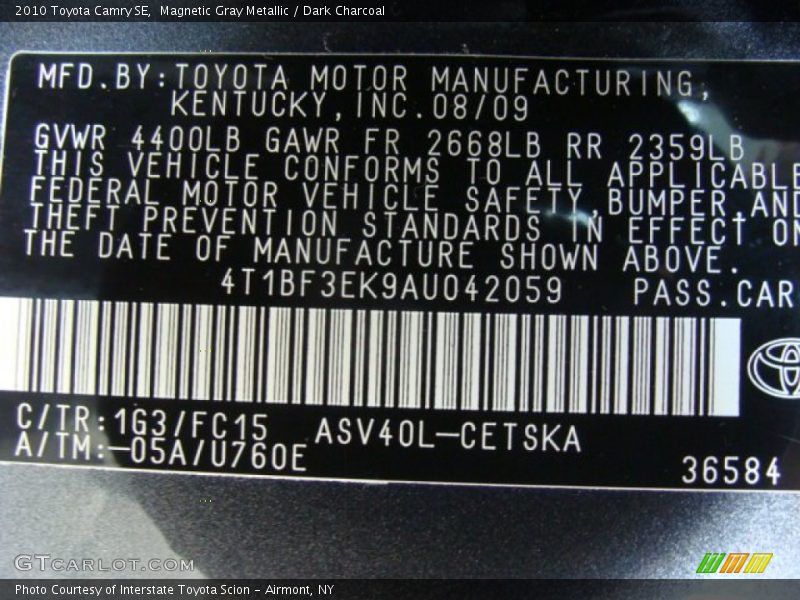 2010 Toyota Camry SE,  Magnetic Gray Metallic / Dark Charcoal
MFD.BY:TOYOTA MOTOR MANUFACTURING,
KENTUCKY,INC.08/09
GVWR 4400LB GAWR FR 2668LB RR 2359LB
THIS VEHICLE CONFORMS TO ALL APPLICABLE
FEDERAL MOTOR VEHICLE SAFETY,BUMPER,AND
THEFT PREVENTION STANDARDS IN EFFECT ON
THE DATE OF MANUFACTURE SHOWN ABOVE.
4T1BF3EK9AU042059 PASS.CAR
C/TR:1G3/FC15 ASV40L-CETSKA
A/TM:-05A/U760E
36584
GTCARLOT.COM
Photo Courtesy of Interstate Toyota Scion - Airmont, NY